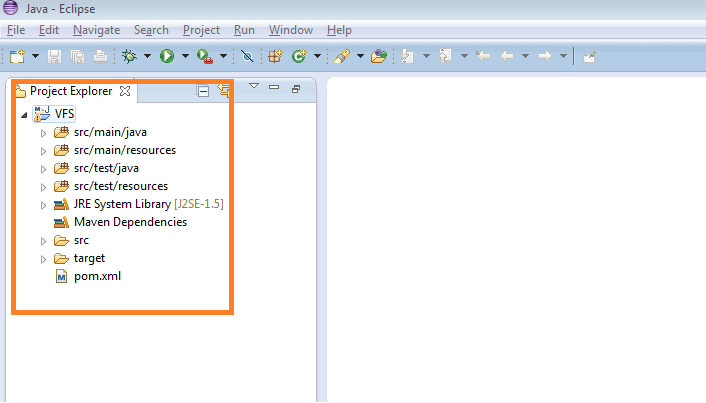 Java - Eclipse
File Edit Navigate Search Project Run Window Help
Project Explorer
VFS
src/main/java
src/main/resources
src/test/java
src/test/resources
JRE System Library [J2SE-1.5]
Maven Dependencies
src
target
pom.xml